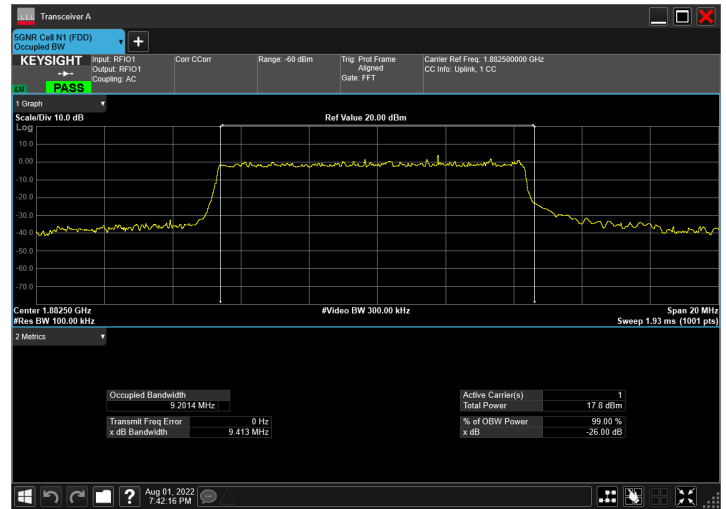 Transceiver A
5GNR Cell N1 (FDD)
Occupied BW
KEYSIGHT
LXI
PASS
Input: RFIO1
Output: RFIO1
Coupling: AC
Corr CCorr
Range: -60 dBm
Trig: Prot Frame
Aligned
Gate: FFT
Carrier Ref Freq: 1.882500000 GHz
CC Info: Uplink, 1 CC
1 Graph
Scale/Div 10.0 dB
Ref Value 20.00 dBm
Log
10.0
0.00
-10.0
-20.0
-30.0
-40.0
-50.0
-60.0
-70.0
Center 1.88250 GHz
#Video BW 300.00 kHz
Span 20 MHz
#Res BW 100.00 kHz
Sweep 1.93 ms (1001 pts)
2 Metrics
Occupied Bandwidth
9.2014 MHz
Transmit Freq Error 0 Hz
x dB Bandwidth 9.413 MHz
Active Carrier(s) 1
Total Power 17.8 dBm
% of OBW Power 99.00 %
x dB -26.00 dB
?
Aug 01, 2022
7:42:16 PM